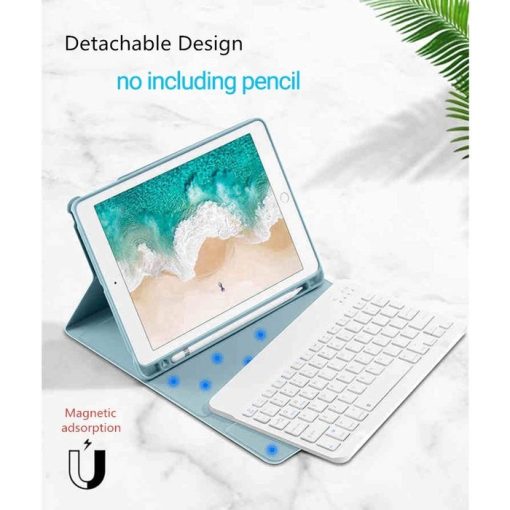 Detachable Design
no including pencil
Magnetic
adsorption